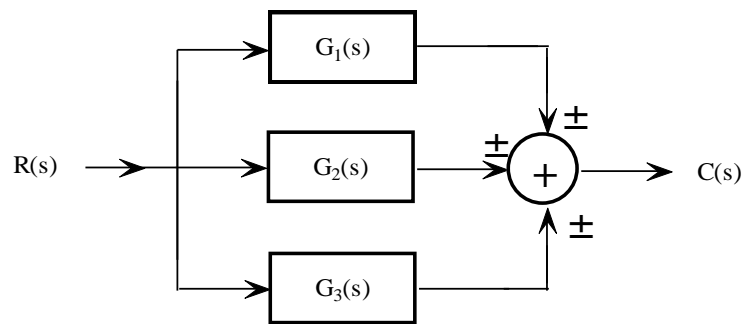 G₁(s)
±
±
R(s)
G₂(s)
+
C(s)
±
G₃(s)